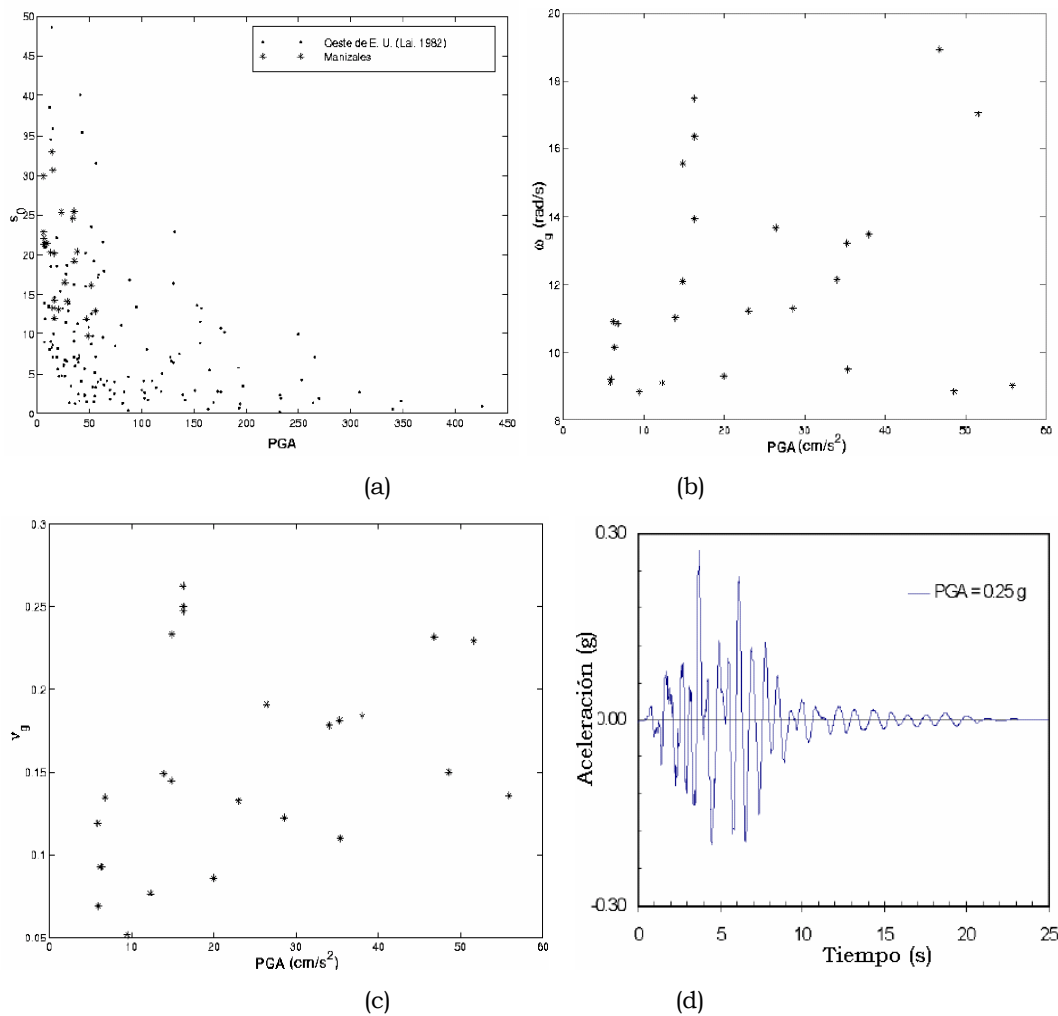 50
45
40
35
30
25
20
15
10
5
0
s_0
0 50 100 150 200 250 300 350 400 450
PGA
Oeste de E. U. (Lai. 1982)
Manizales
(a)
20
18
16
14
12
10
8
ω_g (rad/s)
0 10 20 30 40 50 60
PGA (cm/s²)
(b)
0.3
0.25
0.2
0.15
0.1
0.05
ν_g
0 10 20 30 40 50 60
PGA (cm/s²)
(c)
0.30
0.00
-0.30
Aceleración (g)
PGA = 0.25 g
0 5 10 15 20 25
Tiempo (s)
(d)